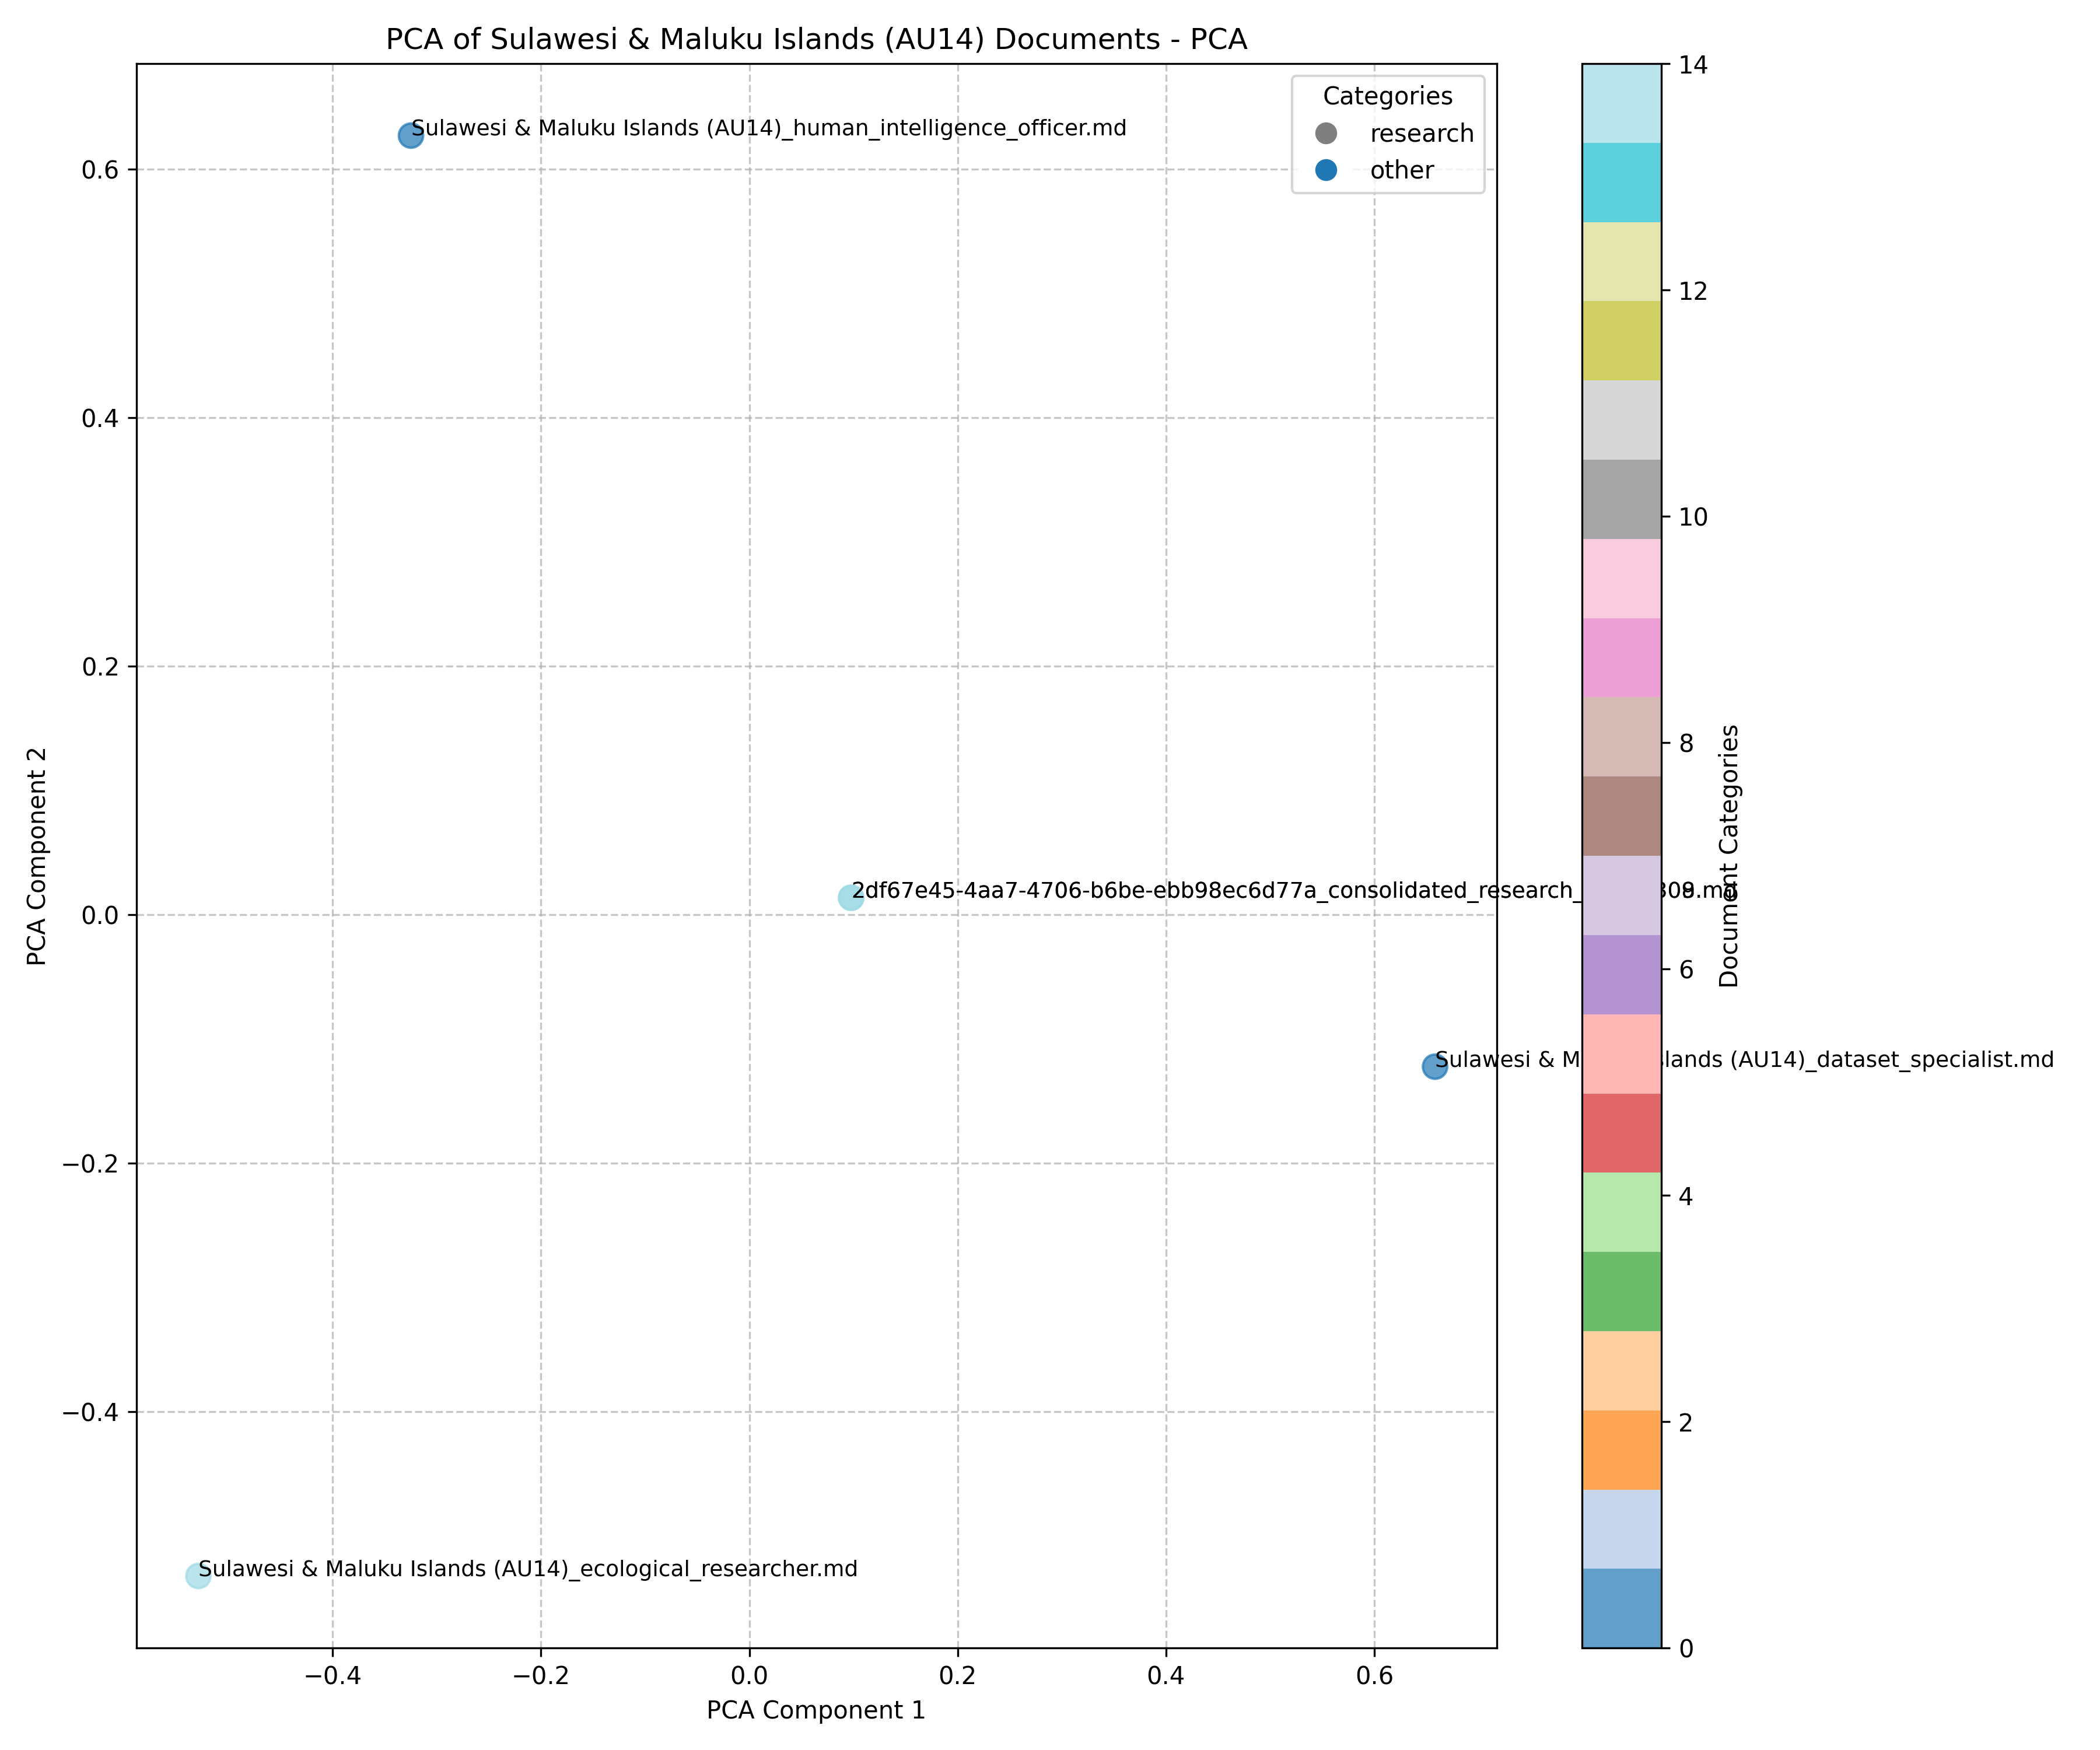 PCA of Sulawesi & Maluku Islands (AU14) Documents - PCA
Categories
research
other
Sulawesi & Maluku Islands (AU14)_human_intelligence_officer.md
2df67e45-4aa7-4706-b6be-ebb98ec6d77a_consolidated_research_
Sulawesi & M slands (AU14)_dataset_specialist.md
Sulawesi & Maluku Islands (AU14)_ecological_researcher.md
PCA Component 2
0.6
0.4
0.2
0.0
−0.2
−0.4
−0.4
−0.2
0.0
0.2
0.4
0.6
PCA Component 1
14
12
10
8
6
4
2
0
Document Categories